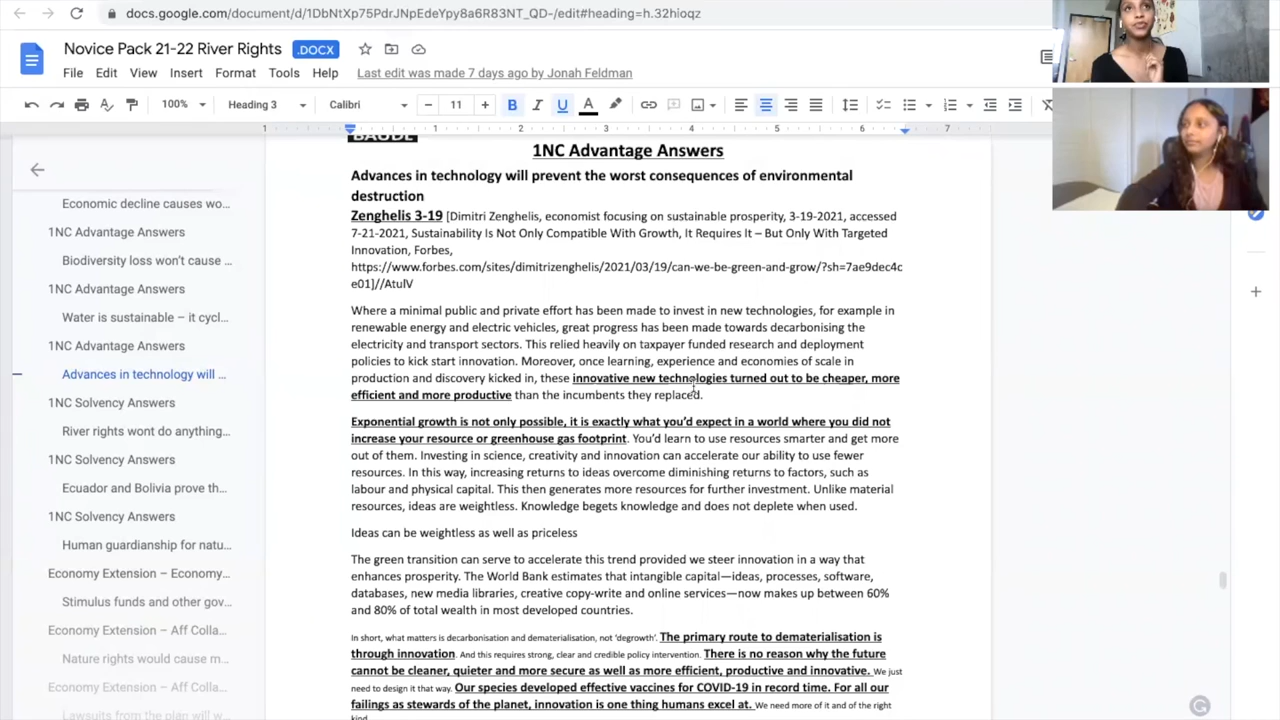 docs.google.com/document/d/1DbNtXp75PdrJNpEdeYpy8a6R83NT_QD-/edit#heading=h.32hioqz
Novice Pack 21-22 River Rights .DOCX
File Edit View Insert Format Tools Help Last edit was made 7 days ago by Jonah Feldman
100% Heading 3 Calibri 11 B I U A
1 1 2 3 4 5 6 7
Economic decline causes wo...
1NC Advantage Answers
Biodiversity loss won't cause ...
1NC Advantage Answers
Water is sustainable – it cycl...
1NC Advantage Answers
Advances in technology will ...
1NC Solvency Answers
River rights wont do anything...
1NC Solvency Answers
Ecuador and Bolivia prove th...
1NC Solvency Answers
Human guardianship for natu...
Economy Extension – Economy...
Stimulus funds and other gov...
Economy Extension – Aff Colla...
Nature rights would cause m...
Economy Extension – Aff Colla...
Lawsuits from the plan will w...
BAUDL
1NC Advantage Answers
Advances in technology will prevent the worst consequences of environmental
destruction
Zenghelis 3-19 [Dimitri Zenghelis, economist focusing on sustainable prosperity, 3-19-2021, accessed
7-21-2021, Sustainability Is Not Only Compatible With Growth, It Requires It – But Only With Targeted
Innovation, Forbes,
https://www.forbes.com/sites/dimitrizenghelis/2021/03/19/can-we-be-green-and-grow/?sh=7ae9dec4c
e01]//AtulV
Where a minimal public and private effort has been made to invest in new technologies, for example in
renewable energy and electric vehicles, great progress has been made towards decarbonising the
electricity and transport sectors. This relied heavily on taxpayer funded research and deployment
policies to kick start innovation. Moreover, once learning, experience and economies of scale in
production and discovery kicked in, these innovative new technologies turned out to be cheaper, more
efficient and more productive than the incumbents they replaced.
Exponential growth is not only possible, it is exactly what you'd expect in a world where you did not
increase your resource or greenhouse gas footprint. You'd learn to use resources smarter and get more
out of them. Investing in science, creativity and innovation can accelerate our ability to use fewer
resources. In this way, increasing returns to ideas overcome diminishing returns to factors, such as
labour and physical capital. This then generates more resources for further investment. Unlike material
resources, ideas are weightless. Knowledge begets knowledge and does not deplete when used.
Ideas can be weightless as well as priceless
The green transition can serve to accelerate this trend provided we steer innovation in a way that
enhances prosperity. The World Bank estimates that intangible capital—ideas, processes, software,
databases, new media libraries, creative copy-write and online services—now makes up between 60%
and 80% of total wealth in most developed countries.
In short, what matters is decarbonisation and dematerialisation, not 'degrowth'. The primary route to dematerialisation is
through innovation. And this requires strong, clear and credible policy intervention. There is no reason why the future
cannot be cleaner, quieter and more secure as well as more efficient, productive and innovative. We just
need to design it that way. Our species developed effective vaccines for COVID-19 in record time. For all our
failings as stewards of the planet, innovation is one thing humans excel at. We need more of it and of the right
kind.